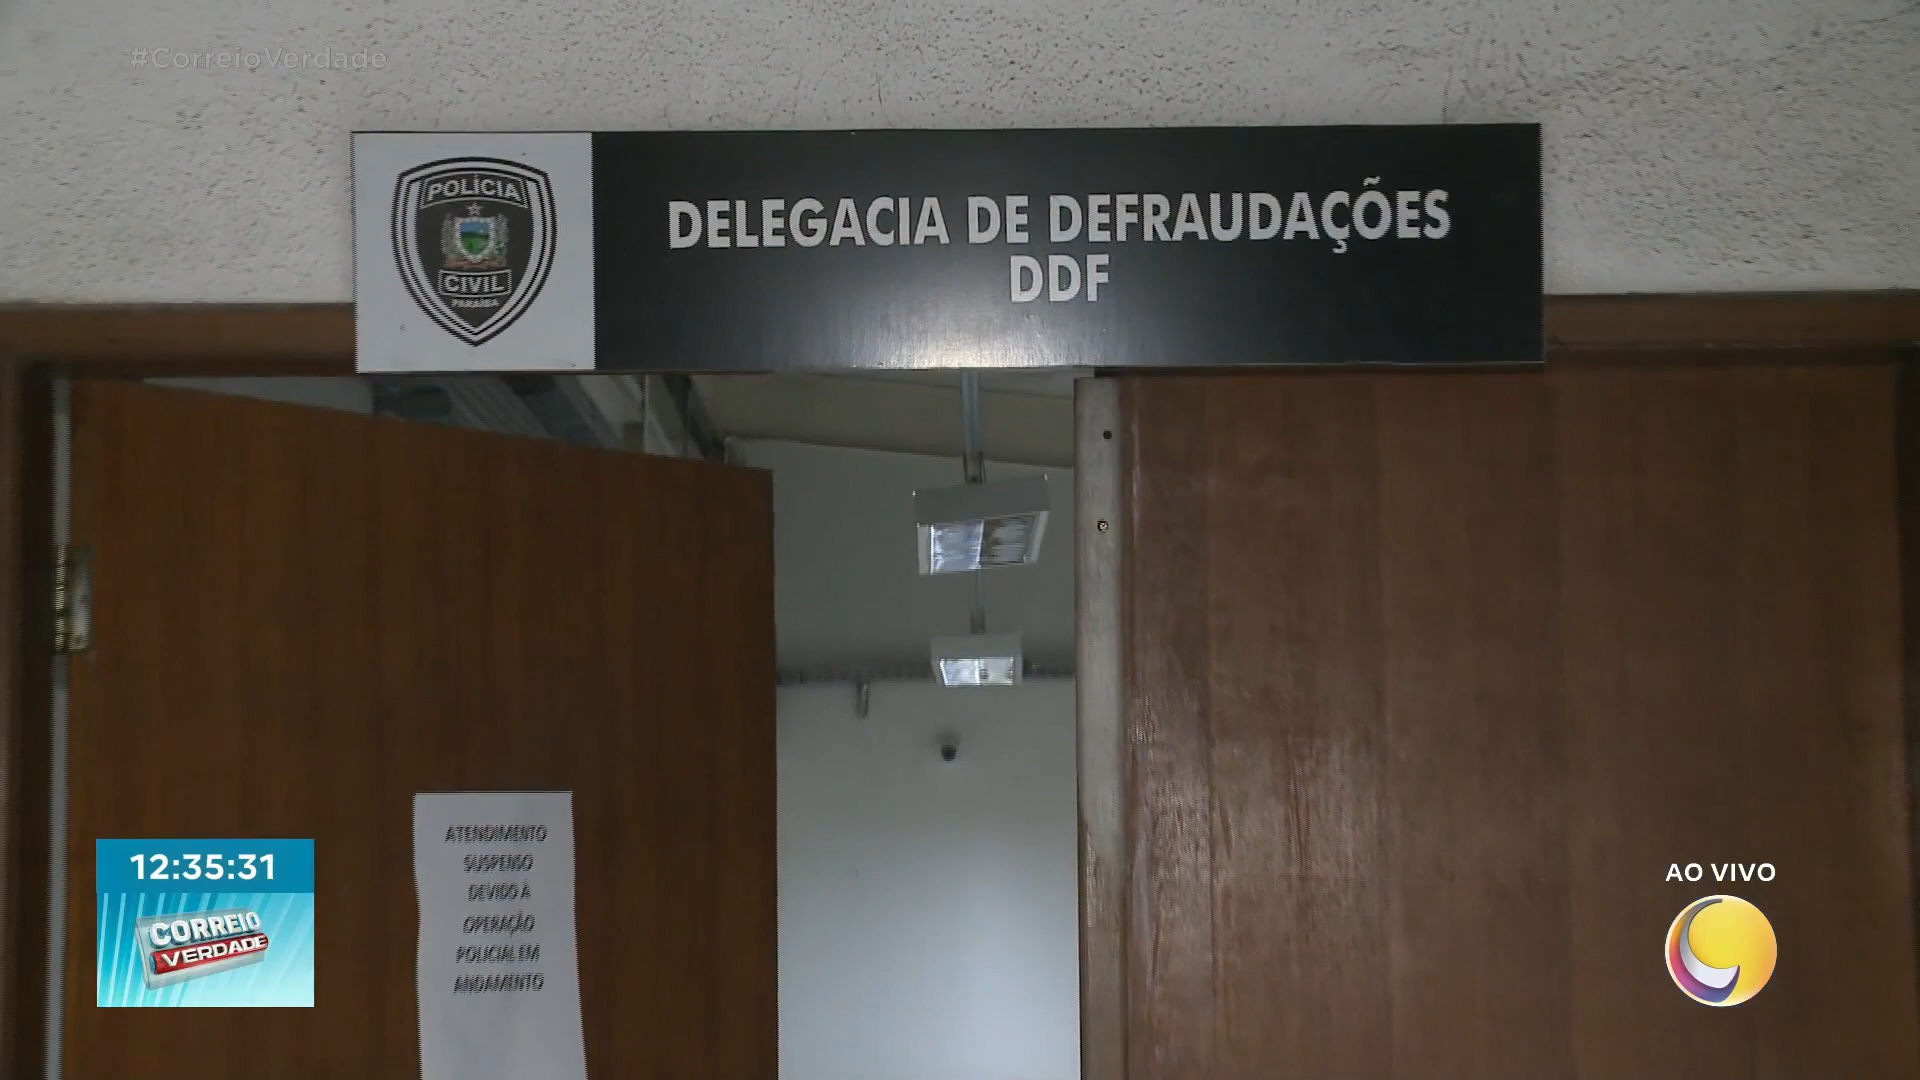 #CorreioVerdade
POLÍCIA
CIVIL
PARAÍBA
DELEGACIA DE DEFRAUDAÇÕES
DDF
ATENDIMENTO
SUSPENSO
DEVIDO À
OPERAÇÃO
POLICIAL EM
ANDAMENTO
12:35:31
CORREIO
VERDADE
AO VIVO